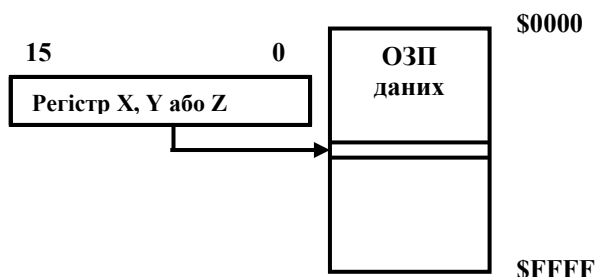 $0000
15 0
ОЗП
даних
Регістр X, Y або Z
$FFFF